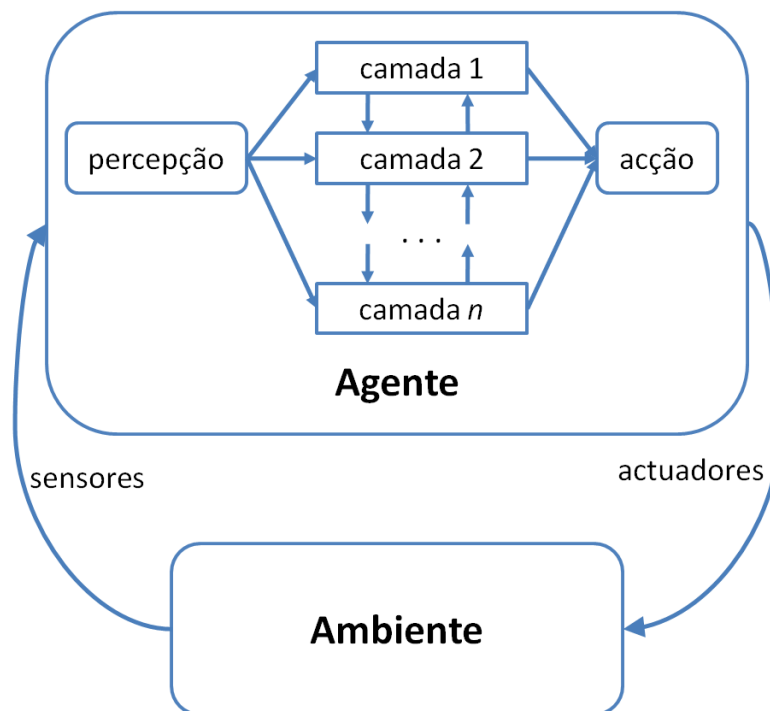 camada 1
percepção
camada 2
acção
. . .
camada n
Agente
sensores
actuadores
Ambiente